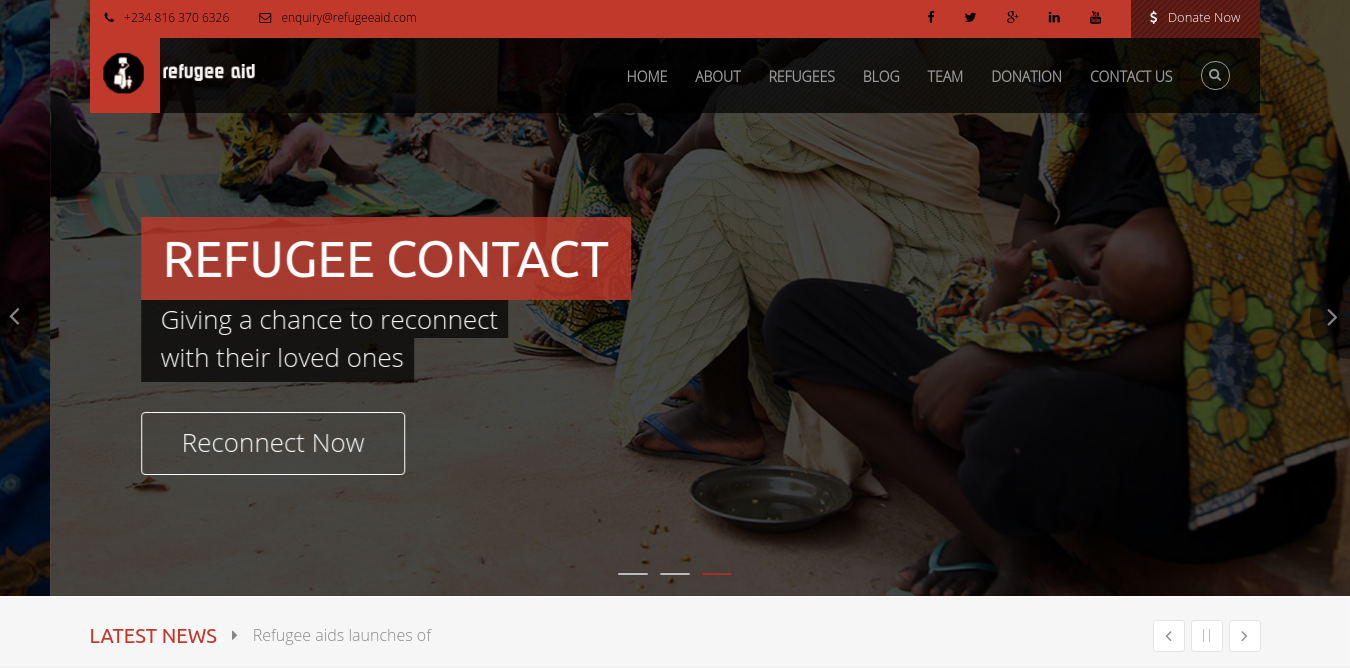 +234 816 370 6326 enquiry@refugeeaid.com Donate Now
refugee aid HOME ABOUT REFUGEES BLOG TEAM DONATION CONTACT US
REFUGEE CONTACT
Giving a chance to reconnect
with their loved ones
Reconnect Now
LATEST NEWS Refugee aids launches of